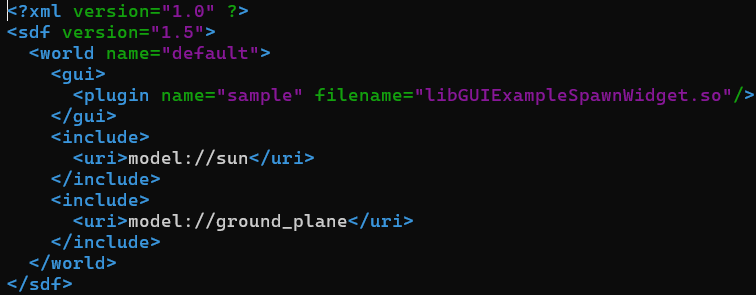 <?xml version="1.0" ?>
<sdf version="1.5">
  <world name="default">
    <gui>
      <plugin name="sample" filename="libGUIExampleSpawnWidget.so"/>
    </gui>
    <include>
      <uri>model://sun</uri>
    </include>
    <include>
      <uri>model://ground_plane</uri>
    </include>
  </world>
</sdf>